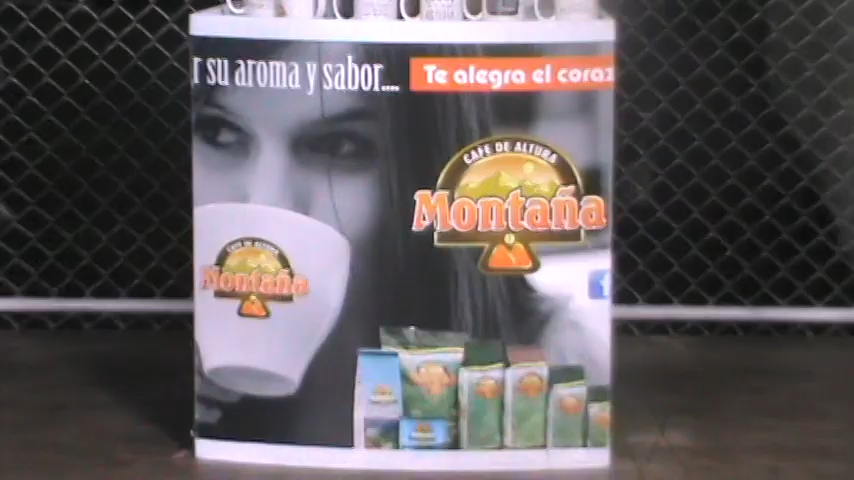 r su aroma y sabor....
Te alegra el coraz
CAFE DE ALTURA
Montaña
CAFE DE ALTURA
Montaña
f